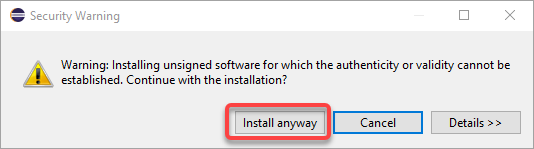 Security Warning
Warning: Installing unsigned software for which the authenticity or validity cannot be
established. Continue with the installation?
Install anyway Cancel Details >>